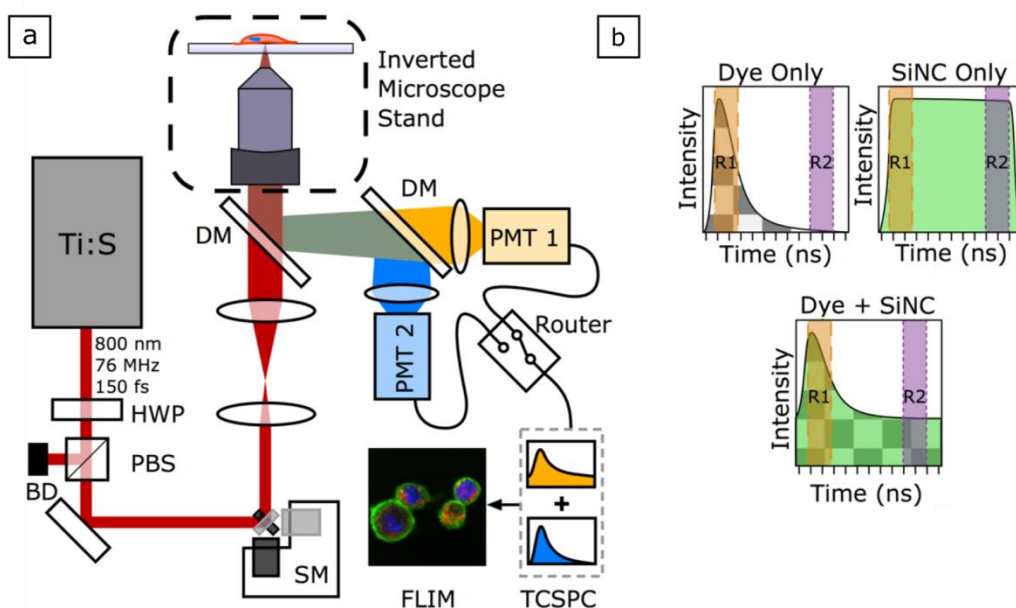 a
Inverted
Microscope
Stand
Ti:S
DM
DM
PMT 1
PMT 2
Router
800 nm
76 MHz
150 fs
HWP
PBS
BD
SM
FLIM
+
TCSPC
b
Dye Only
Intensity
R1
R2
Time (ns)
SiNC Only
Intensity
R1
R2
Time (ns)
Dye + SiNC
Intensity
R1
R2
Time (ns)